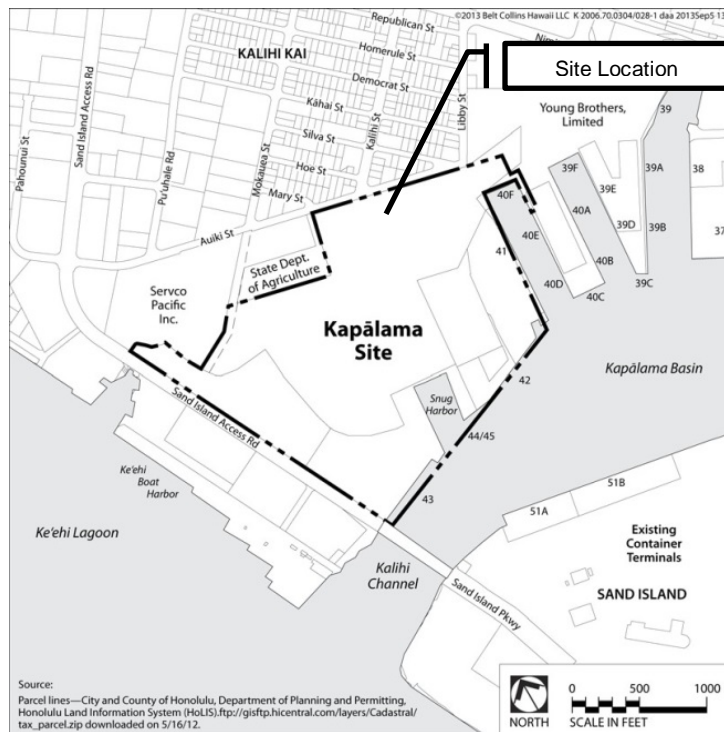 ©2013 Belt Collins Hawaii LLC K 2006.70.0304/028-1 daa 2013Sep5 13
Republican St
KALIHI KAI
Homerule St
Democrat St
Site Location
Kāhai St
Kalihi St
Libby St
Young Brothers,
Limited
Silva St
Hoe St
Mary St
Pahounui St
Sand Island Access Rd
Pu'uhale Rd
Mokauea St
Auiki St
39
39F
39A
38
39E
40F
40A
39D
39B
37
40E
41
40B
39C
40D
40C
State Dept.
of Agriculture
Servco
Pacific
Inc.
Kapālama
Site
Kapālama Basin
42
Snug
Harbor
Sand Island Access Rd
44/45
43
Ke'ehi
Boat
Harbor
51B
51A
Ke'ehi Lagoon
Existing
Container
Terminals
Kalihi
Channel
SAND ISLAND
Sand Island Pkwy
Source:
Parcel lines—City and County of Honolulu, Department of Planning and Permitting,
Honolulu Land Information System (HoLIS).ftp://gisftp.hicentral.com/layers/Cadastral/
tax_parcel.zip downloaded on 5/16/12.
NORTH
0 500 1000
SCALE IN FEET